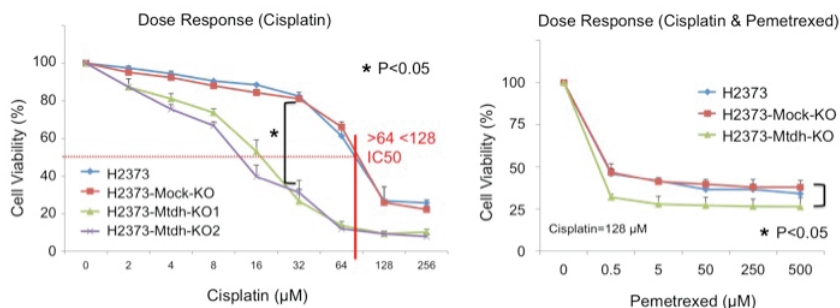 Dose Response (Cisplatin)
Cell Viability (%)
120
100
80
60
40
20
0
* P<0.05
*
>64 <128
IC50
H2373
H2373-Mock-KO
H2373-Mtdh-KO1
H2373-Mtdh-KO2
0 2 4 8 16 32 64 128 256
Cisplatin (µM)
Dose Response (Cisplatin & Pemetrexed)
Cell Viability (%)
125
100
75
50
25
0
H2373
H2373-Mock-KO
H2373-Mtdh-KO
Cisplatin=128 µM
* P<0.05
0 0.5 5 50 250 500
Pemetrexed (µM)